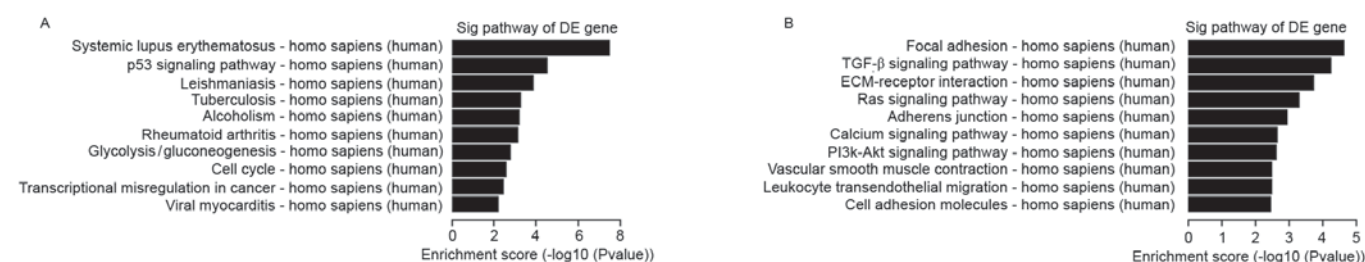 A
Sig pathway of DE gene
Systemic lupus erythematosus - homo sapiens (human)
p53 signaling pathway - homo sapiens (human)
Leishmaniasis - homo sapiens (human)
Tuberculosis - homo sapiens (human)
Alcoholism - homo sapiens (human)
Rheumatoid arthritis - homo sapiens (human)
Glycolysis/gluconeogenesis - homo sapiens (human)
Cell cycle - homo sapiens (human)
Transcriptional misregulation in cancer - homo sapiens (human)
Viral myocarditis - homo sapiens (human)
0 2 4 6 8
Enrichment score (-log10 (Pvalue))
B
Sig pathway of DE gene
Focal adhesion - homo sapiens (human)
TGF-β signaling pathway - homo sapiens (human)
ECM-receptor interaction - homo sapiens (human)
Ras signaling pathway - homo sapiens (human)
Adherens junction - homo sapiens (human)
Calcium signaling pathway - homo sapiens (human)
PI3k-Akt signaling pathway - homo sapiens (human)
Vascular smooth muscle contraction - homo sapiens (human)
Leukocyte transendothelial migration - homo sapiens (human)
Cell adhesion molecules - homo sapiens (human)
0 1 2 3 4 5
Enrichment score (-log10 (Pvalue))